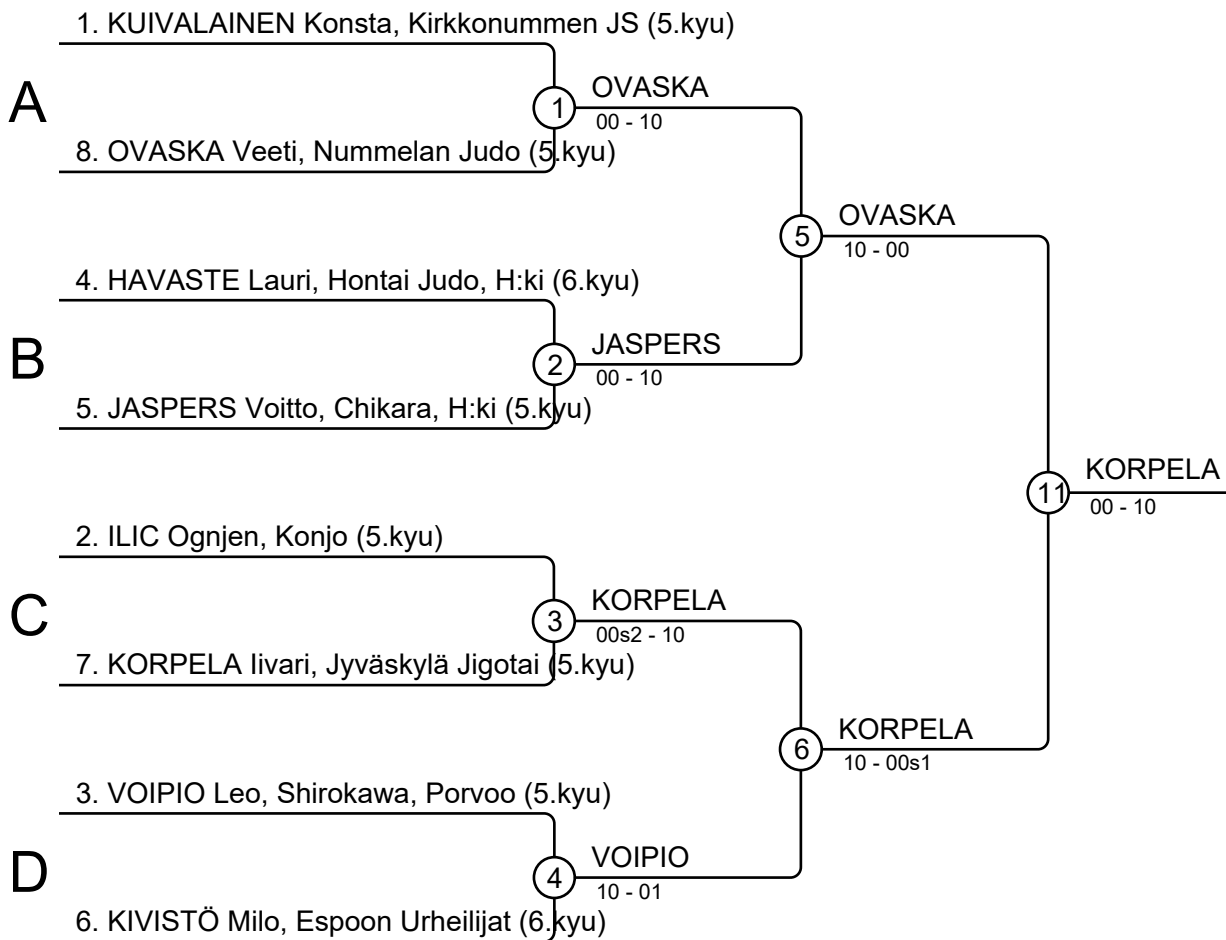 1. KUIVALAINEN Konsta, Kirkkonummen JS (5.kyu)
A
1
OVASKA
00 - 10
8. OVASKA Veeti, Nummelan Judo (5.kyu)
5
OVASKA
10 - 00
4. HAVASTE Lauri, Hontai Judo, H:ki (6.kyu)
B
2
JASPERS
00 - 10
5. JASPERS Voitto, Chikara, H:ki (5.kyu)
11
KORPELA
00 - 10
2. ILIC Ognjen, Konjo (5.kyu)
C
3
KORPELA
00s2 - 10
7. KORPELA Iivari, Jyväskylä Jigotai (5.kyu)
6
KORPELA
10 - 00s1
3. VOIPIO Leo, Shirokawa, Porvoo (5.kyu)
D
4
VOIPIO
10 - 01
6. KIVISTÖ Milo, Espoon Urheilijat (6.kyu)